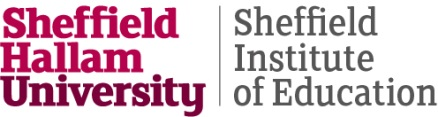 Sheffield
Hallam
University
Sheffield
Institute
of Education